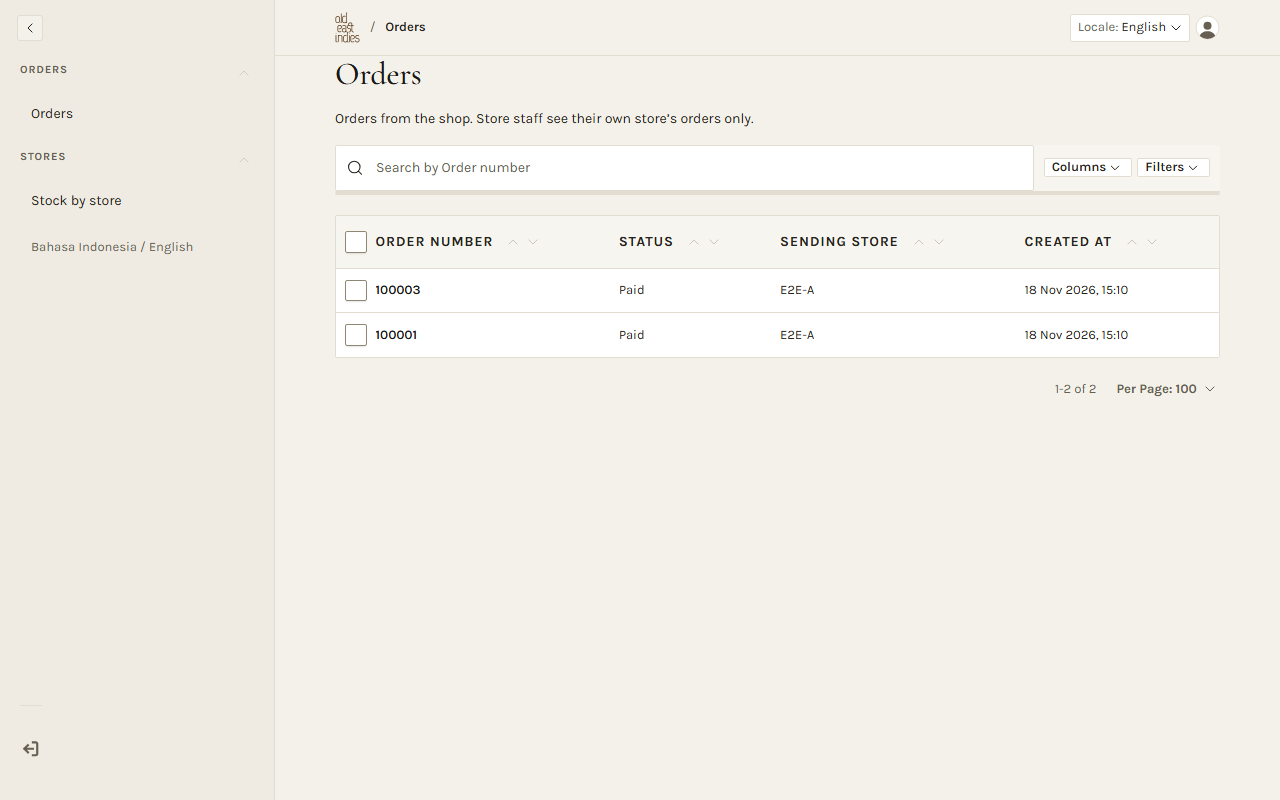 old
east
indies
/ Orders
Locale: English
ORDERS
Orders
STORES
Stock by store
Bahasa Indonesia / English
Orders
Orders from the shop. Store staff see their own store's orders only.
Search by Order number
Columns
Filters
ORDER NUMBER STATUS SENDING STORE CREATED AT
100003 Paid E2E-A 18 Nov 2026, 15:10
100001 Paid E2E-A 18 Nov 2026, 15:10
1-2 of 2 Per Page: 100